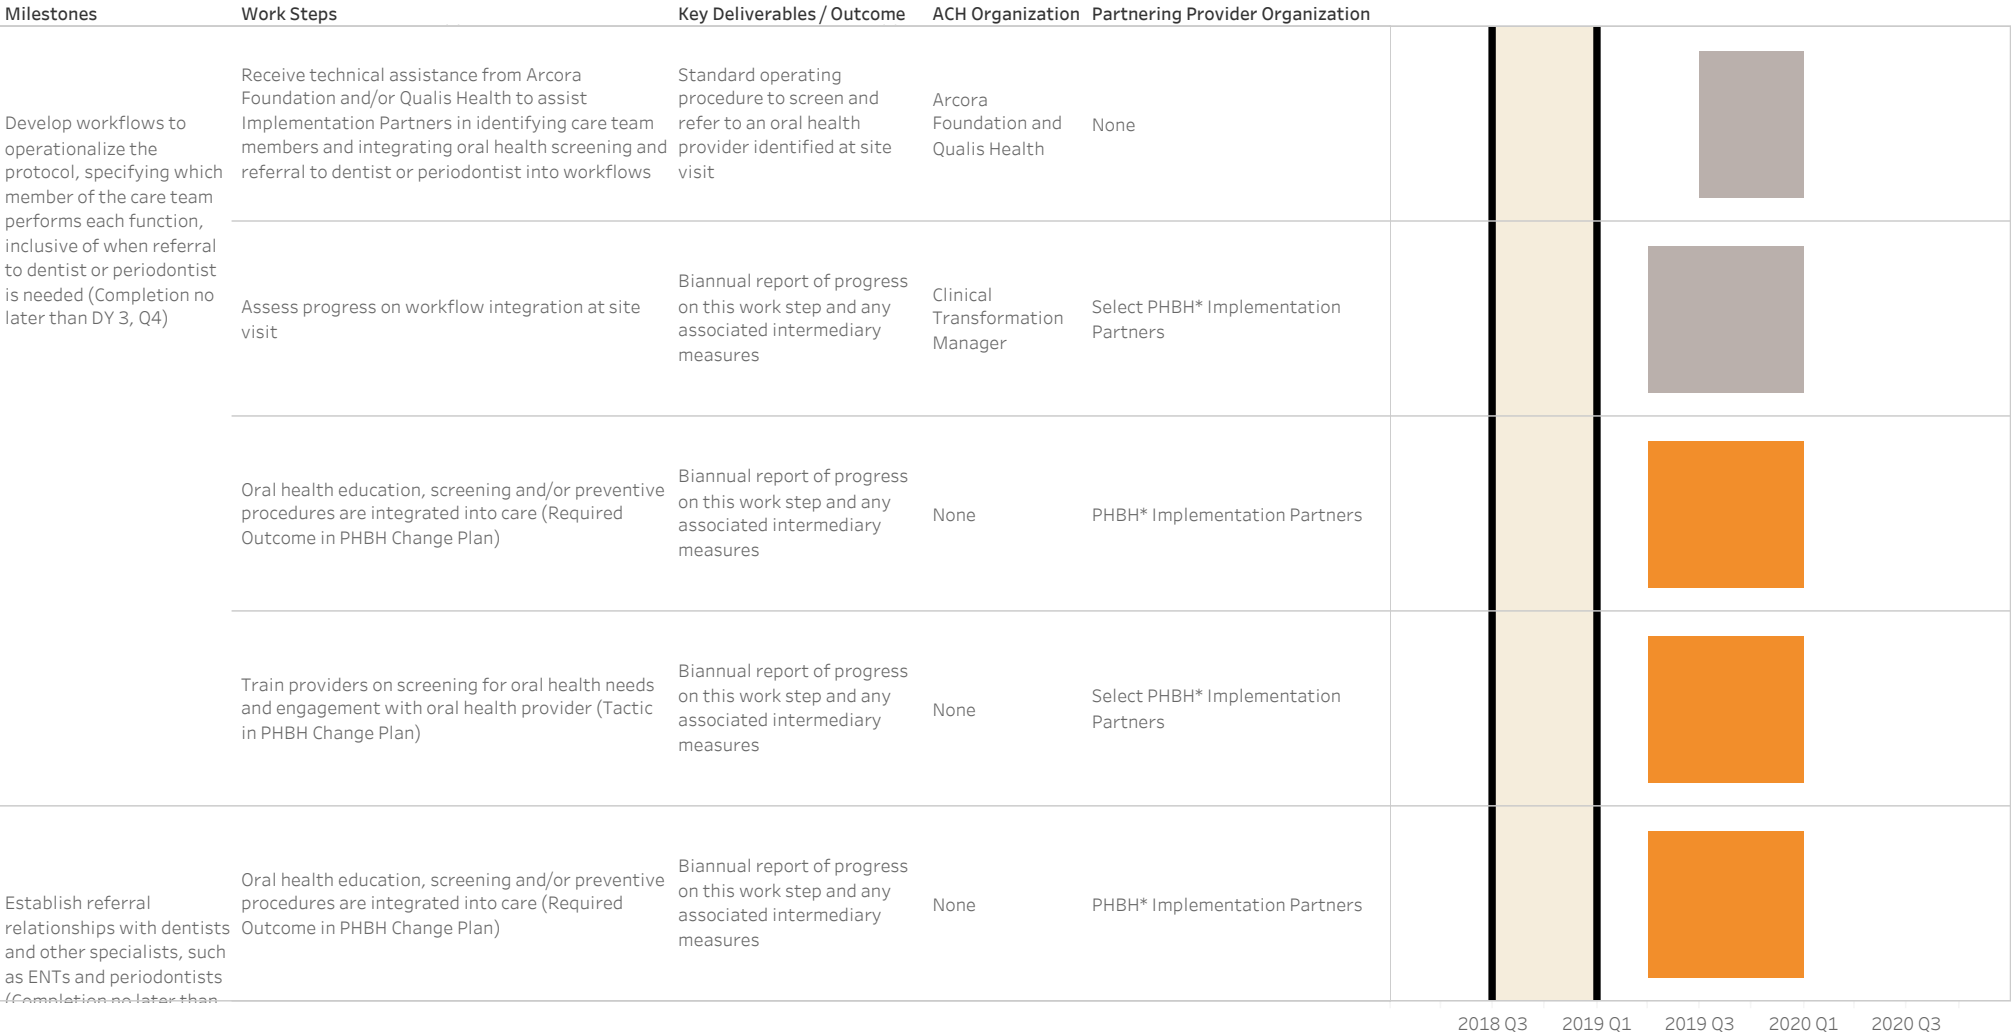 Milestones Work Steps Key Deliverables / Outcome ACH Organization Partnering Provider Organization
Develop workflows to
operationalize the
protocol, specifying which
member of the care team
performs each function,
inclusive of when referral
to dentist or periodontist
is needed (Completion no
later than DY 3, Q4)
Receive technical assistance from Arcora
Foundation and/or Qualis Health to assist
Implementation Partners in identifying care team
members and integrating oral health screening and
referral to dentist or periodontist into workflows
Standard operating
procedure to screen and
refer to an oral health
provider identified at site
visit
Arcora
Foundation and
Qualis Health
None
Assess progress on workflow integration at site
visit
Biannual report of progress
on this work step and any
associated intermediary
measures
Clinical
Transformation
Manager
Select PHBH* Implementation
Partners
Oral health education, screening and/or preventive
procedures are integrated into care (Required
Outcome in PHBH Change Plan)
Biannual report of progress
on this work step and any
associated intermediary
measures
None
PHBH* Implementation Partners
Train providers on screening for oral health needs
and engagement with oral health provider (Tactic
in PHBH Change Plan)
Biannual report of progress
on this work step and any
associated intermediary
measures
None
Select PHBH* Implementation
Partners
Establish referral
relationships with dentists
and other specialists, such
as ENTs and periodontists
(Completion no later than
Oral health education, screening and/or preventive
procedures are integrated into care (Required
Outcome in PHBH Change Plan)
Biannual report of progress
on this work step and any
associated intermediary
measures
None
PHBH* Implementation Partners
2018 Q3 2019 Q1 2019 Q3 2020 Q1 2020 Q3